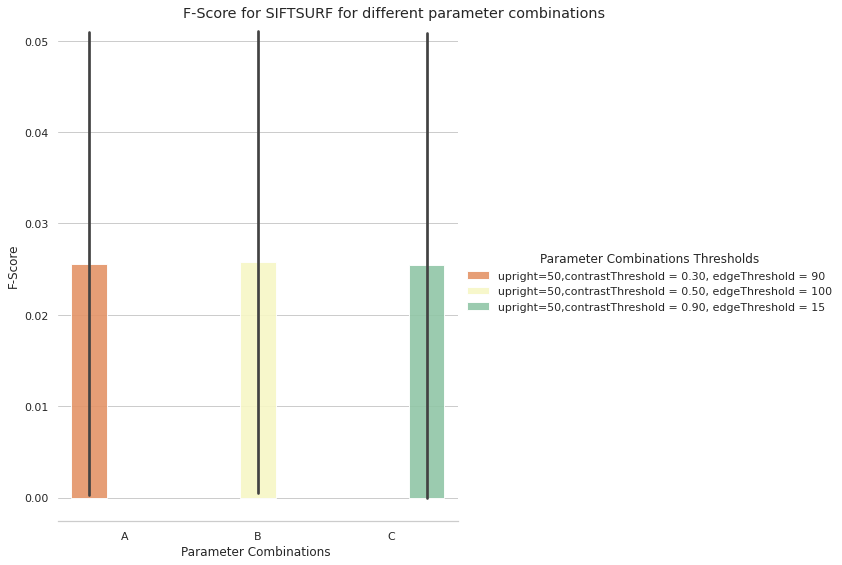 F-Score for SIFTSURF for different parameter combinations
0.05
0.04
0.03
0.02
0.01
0.00
F-Score
A B C
Parameter Combinations
Parameter Combinations Thresholds
upright=50,contrastThreshold = 0.30, edgeThreshold = 90
upright=50,contrastThreshold = 0.50, edgeThreshold = 100
upright=50,contrastThreshold = 0.90, edgeThreshold = 15